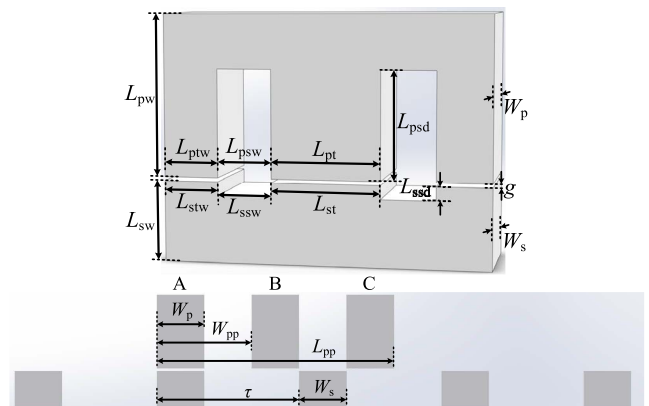 L_pw
W_p
L_psd
L_ptw L_psw L_pt
L_ssd g
L_stw L_ssw L_st
L_sw
W_s
A B C
W_p
W_pp
L_pp
τ W_s